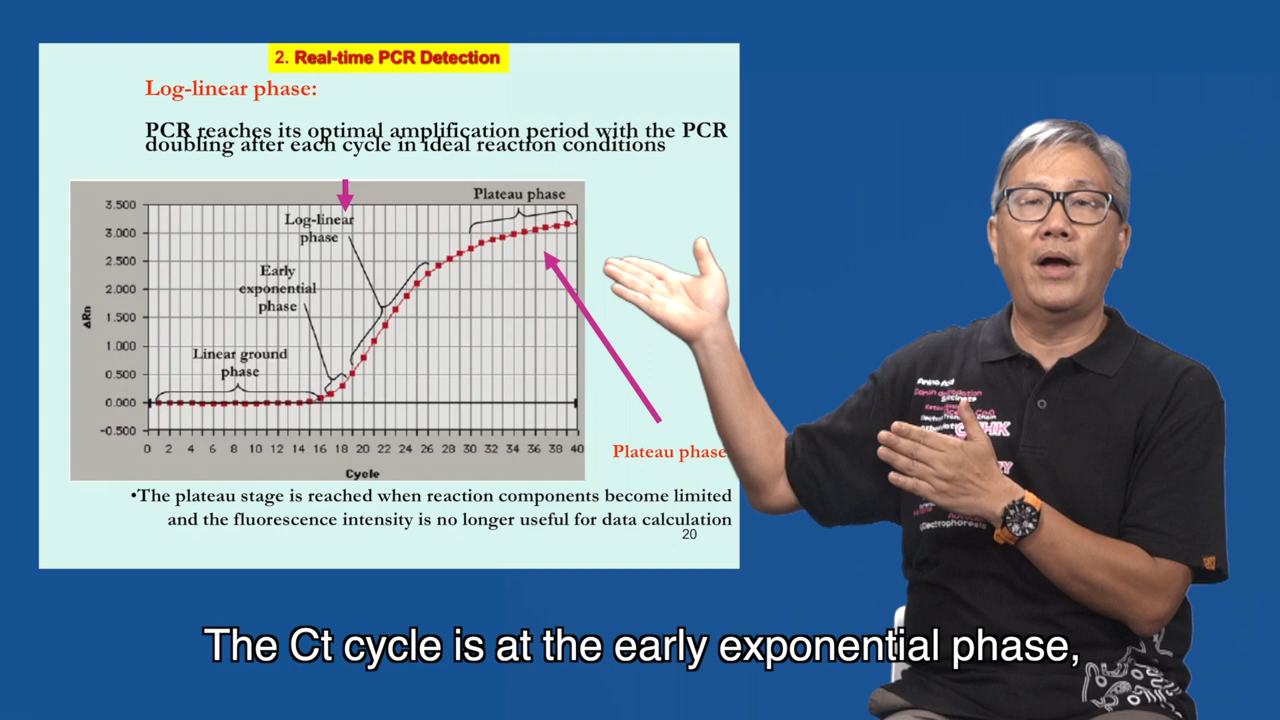 2. Real-time PCR Detection
Log-linear phase:
PCR reaches its optimal amplification period with the PCR
doubling after each cycle in ideal reaction conditions
Plateau phase
Log-linear
phase
Early
exponential
phase
Linear ground
phase
3.500
3.000
2.500
2.000
1.500
1.000
0.500
0.000
-0.500
ΔRn
0 2 4 6 8 10 12 14 16 18 20 22 24 26 28 30 32 34 36 38 40
Cycle
Plateau phase
•The plateau stage is reached when reaction components become limited
and the fluorescence intensity is no longer useful for data calculation
20
Amino Acid
Electrophoresis
The Ct cycle is at the early exponential phase,